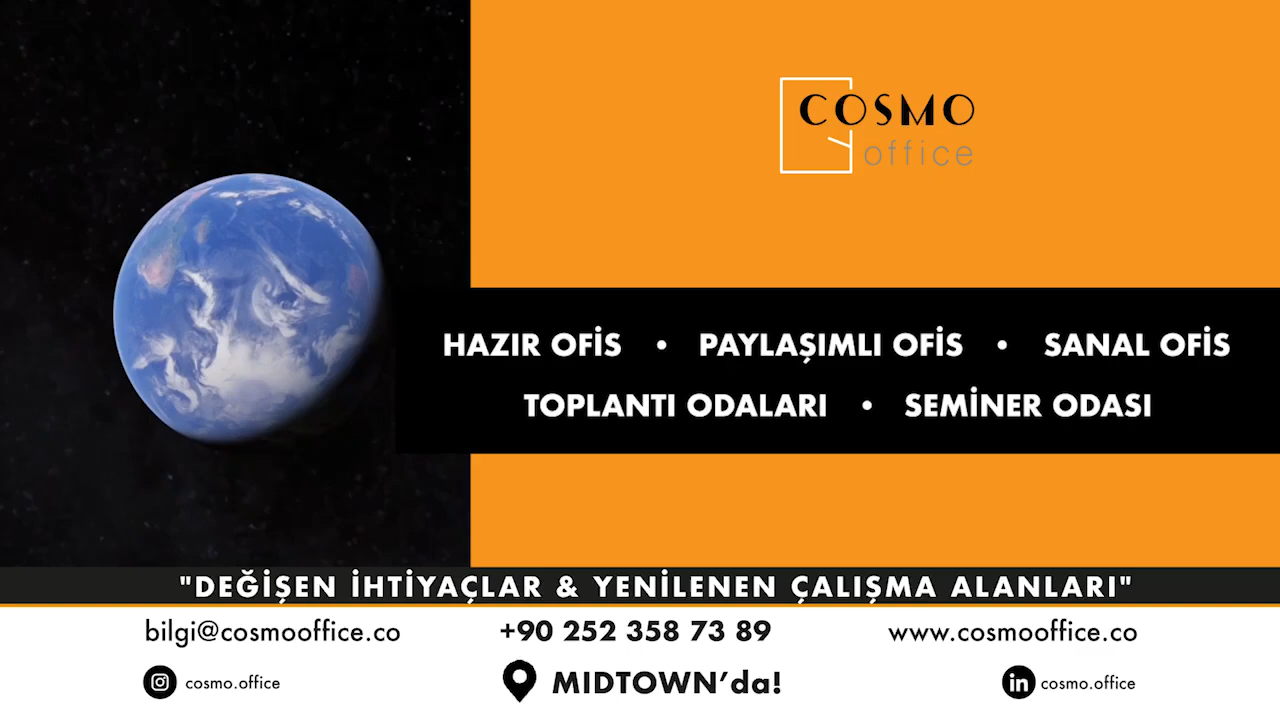 COSMO
office
HAZIR OFİS • PAYLAŞIMLI OFİS • SANAL OFİS
TOPLANTI ODALARI • SEMİNER ODASI
"DEĞİŞEN İHTİYAÇLAR & YENİLENEN ÇALIŞMA ALANLARI"
bilgi@cosmooffice.co +90 252 358 73 89 www.cosmooffice.co
cosmo.office MIDTOWN’da! in cosmo.office